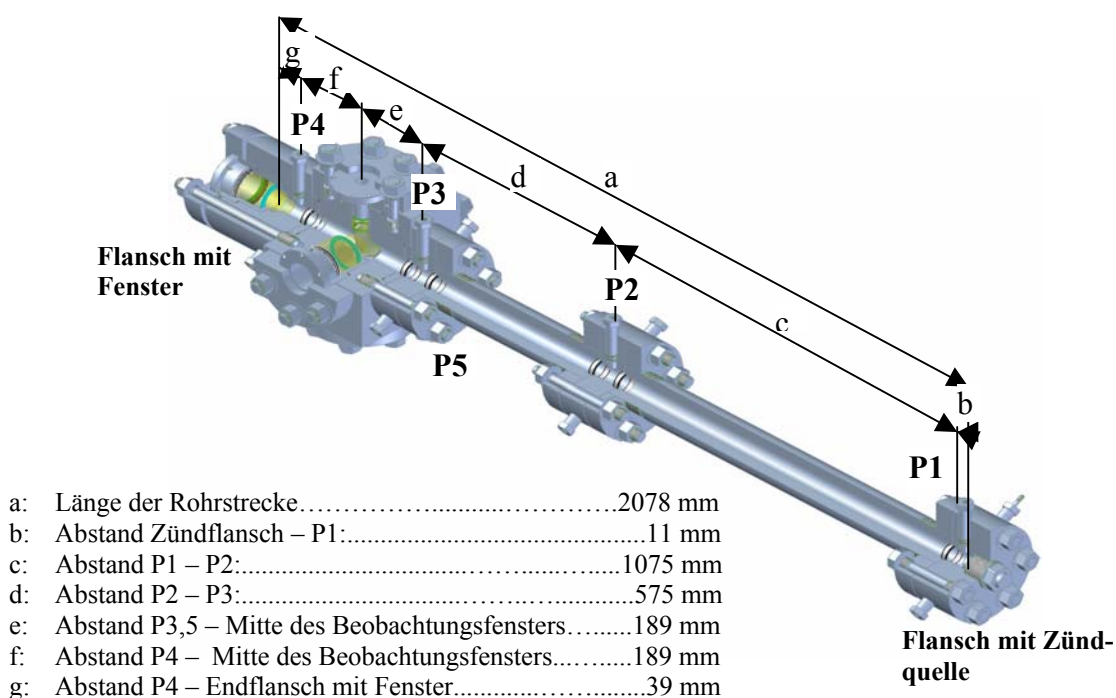 g
f
e
P4
P3
d
a
P2
c
b
P1
P5
Flansch mit
Fenster
a: Länge der Rohrstrecke……………..........………….2078 mm
b: Abstand Zündflansch – P1:...........................................11 mm
c: Abstand P1 – P2:............................……......….....1075 mm
d: Abstand P2 – P3:............................……..…........575 mm
e: Abstand P3,5 – Mitte des Beobachtungsfensters….....189 mm
f: Abstand P4 – Mitte des Beobachtungsfensters...…......189 mm
g: Abstand P4 – Endflansch mit Fenster...........……........39 mm
Flansch mit Zünd-
quelle